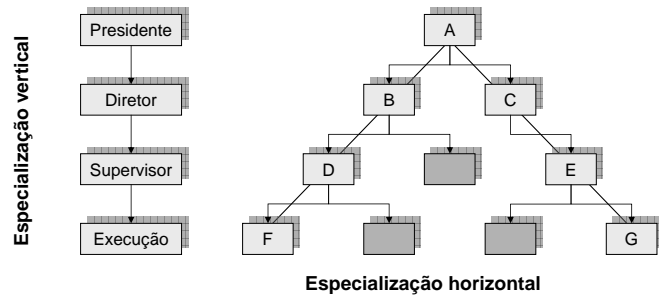 Especialização vertical
Presidente
Diretor
Supervisor
Execução
A
B
C
D
E
F
G
Especialização horizontal